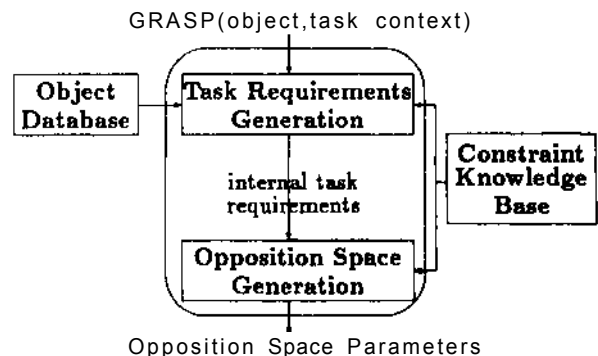 GRASP(object,task context)
Object
Database
Task Requirements
Generation
Constraint
Knowledge
Base
internal task
requirements
Opposition Space
Generation
Opposition Space Parameters